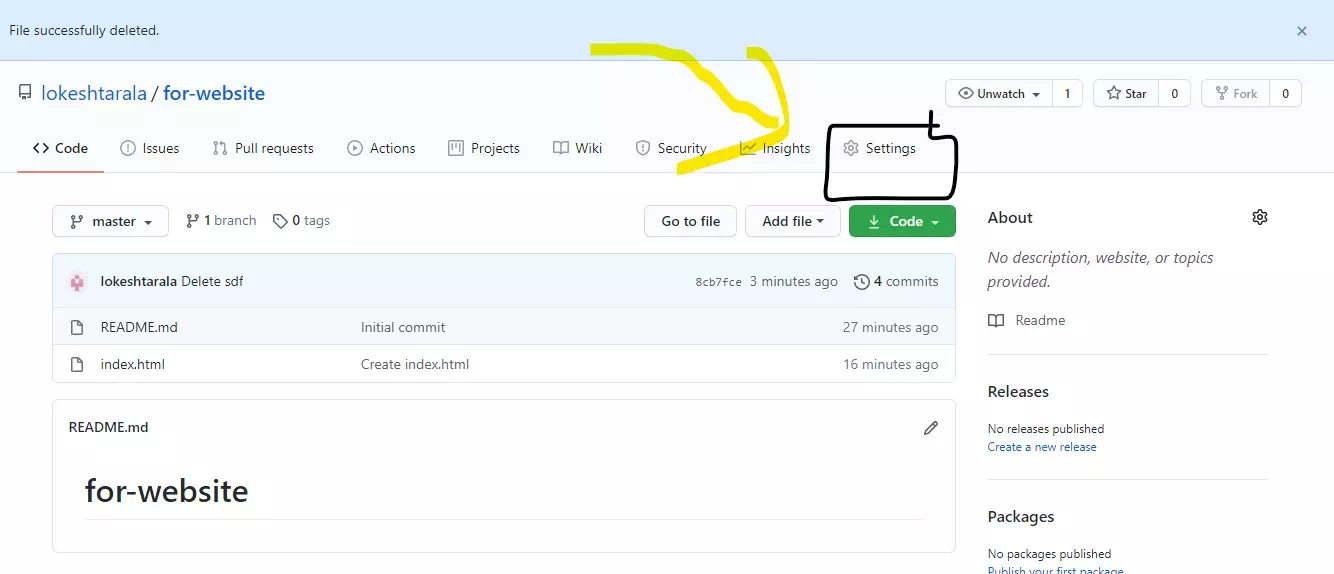 File successfully deleted.
lokeshtarala / for-website
Unwatch 1 Star 0 Fork 0
Code Issues Pull requests Actions Projects Wiki Security Insights Settings
master 1 branch 0 tags Go to file Add file Code
lokeshtarala Delete sdf 8cb7fce 3 minutes ago 4 commits
README.md Initial commit 27 minutes ago
index.html Create index.html 16 minutes ago
README.md
for-website
About
No description, website, or topics
provided.
Readme
Releases
No releases published
Create a new release
Packages
No packages published
Publish your first package